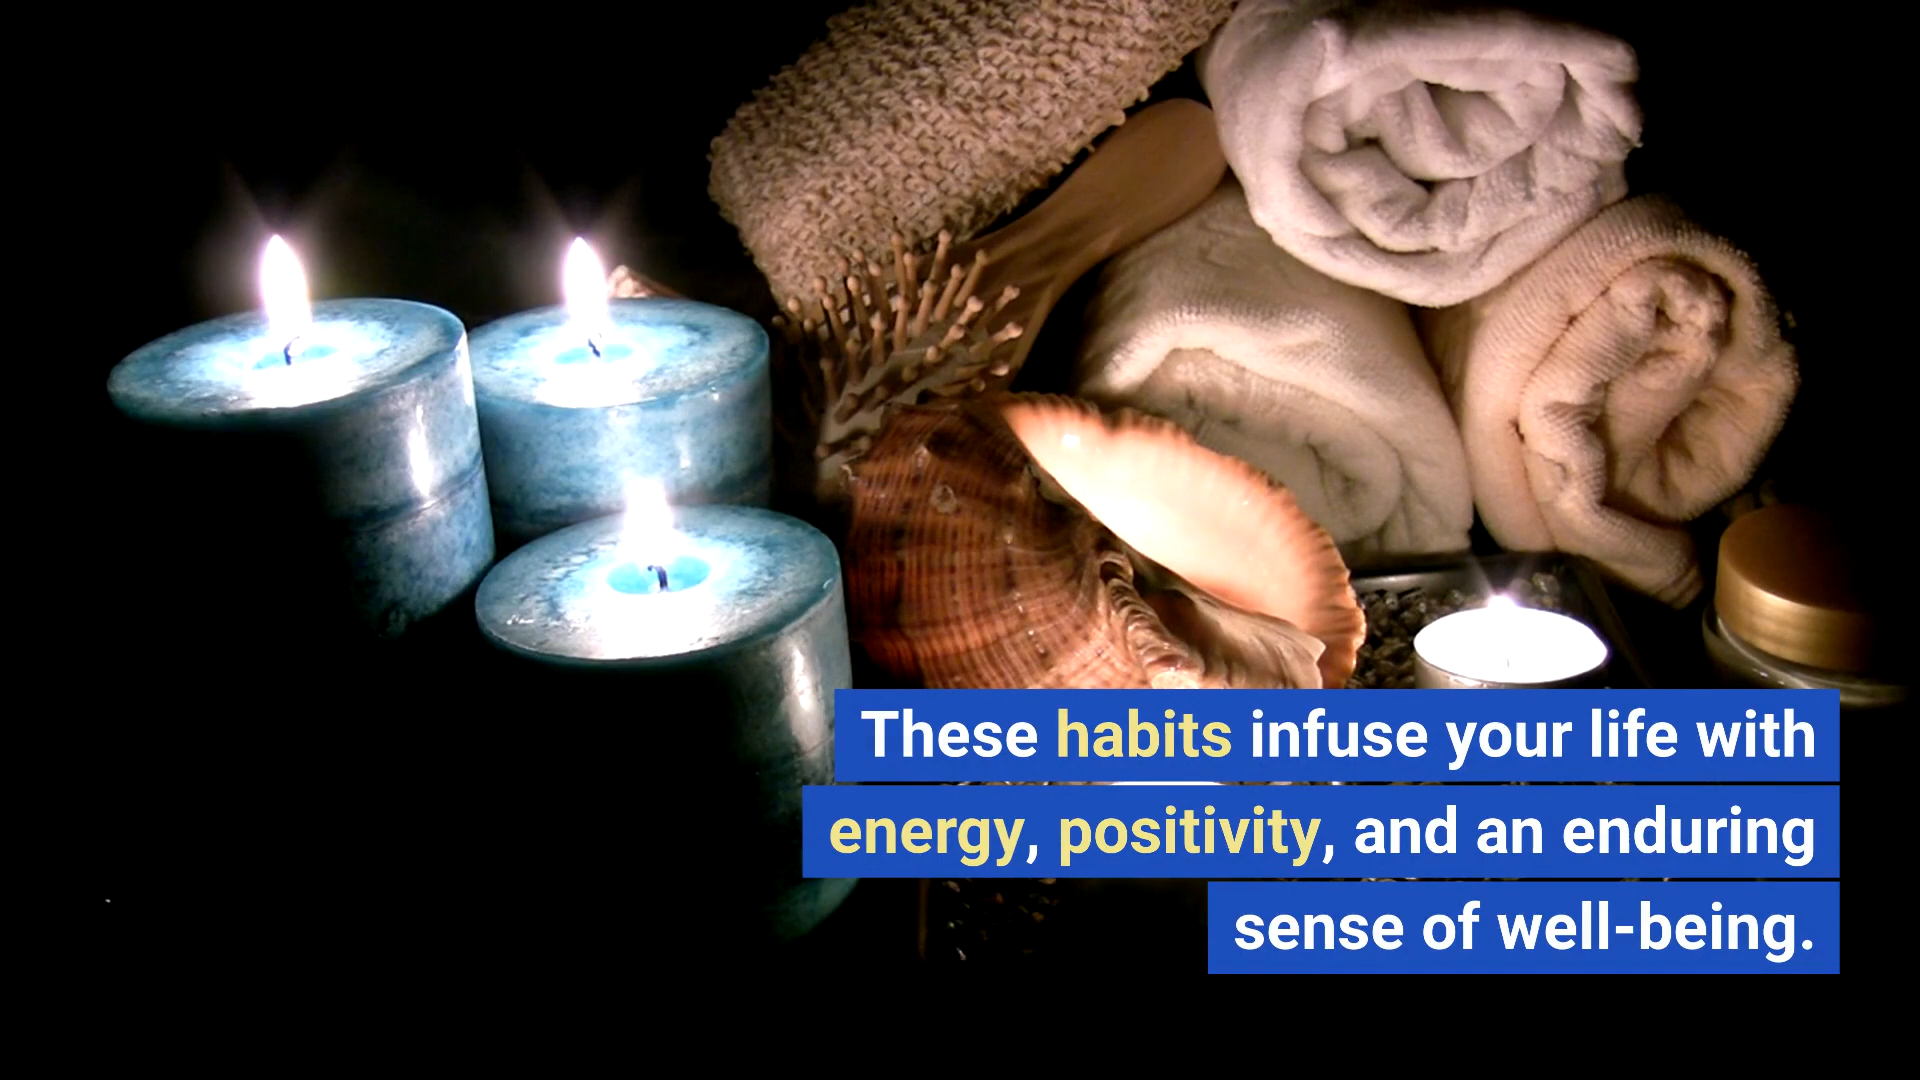 These habits infuse your life with
energy, positivity, and an enduring
sense of well-being.